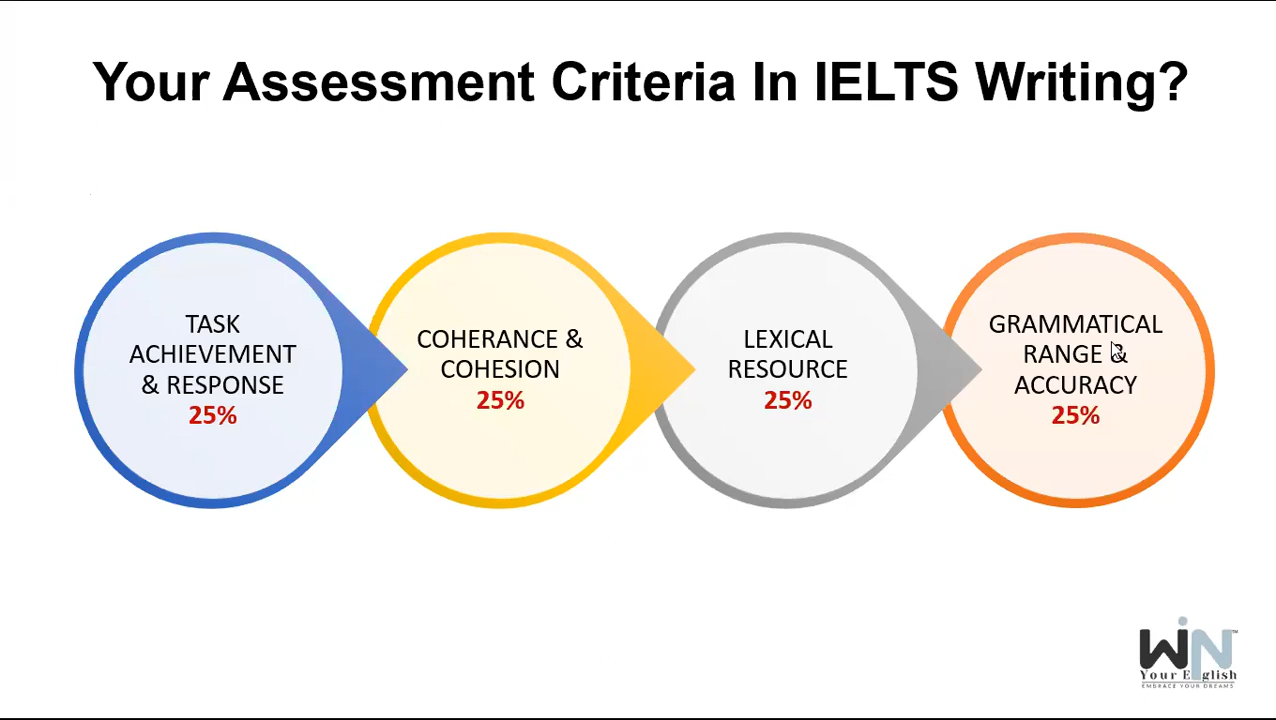 Your Assessment Criteria In IELTS Writing?
TASK
ACHIEVEMENT
& RESPONSE
25%
COHERANCE &
COHESION
25%
LEXICAL
RESOURCE
25%
GRAMMATICAL
RANGE &
ACCURACY
25%
WiN™
Your English
EMBRACE YOUR DREAMS